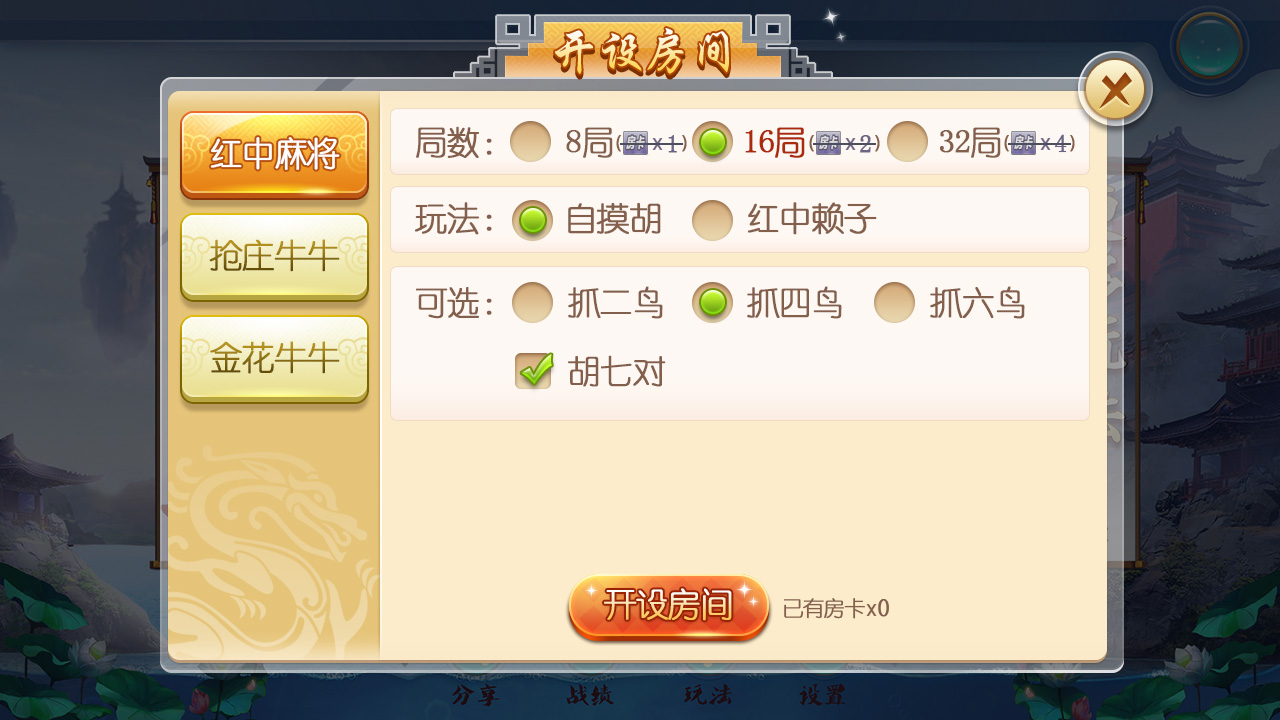 开设房间
红中麻将
抢庄牛牛
金花牛牛
局数: 8局(房卡x1) 16局(房卡x2) 32局(房卡x4)
玩法: 自摸胡 红中赖子
可选: 抓二鸟 抓四鸟 抓六鸟
胡七对
开设房间 已有房卡x0
分享 战绩 玩法 设置